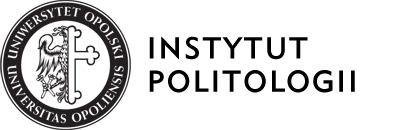 UNIWERSYTET OPOLSKI
UNIVERSITAS OPOLIENSIS
INSTYTUT
POLITOLOGII